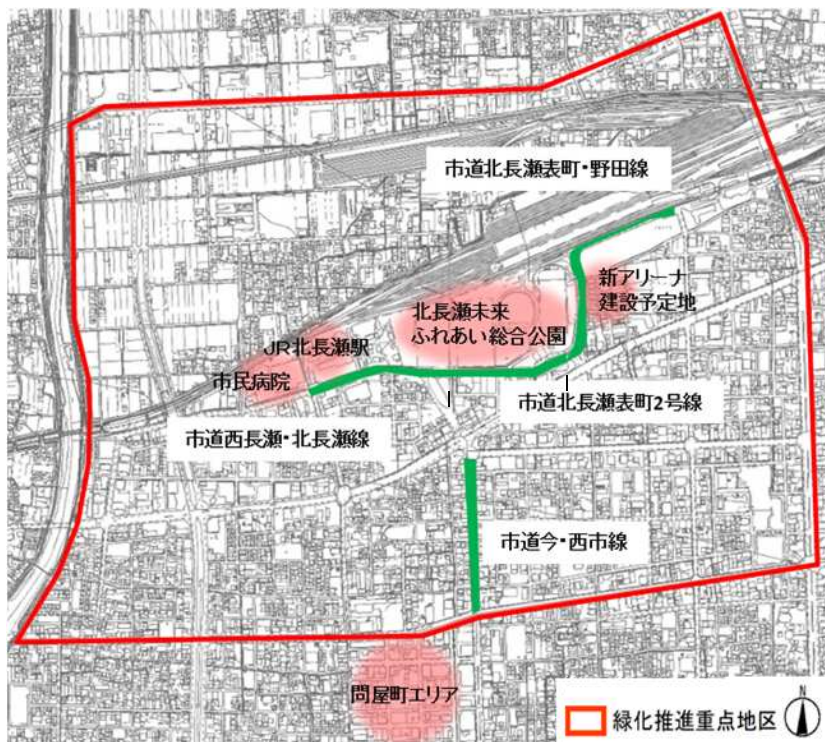 市道北長瀬表町・野田線
新アリーナ
建設予定地
北長瀬未来
ふれあい総合公園
JR北長瀬駅
市民病院
市道北長瀬表町2号線
市道西長瀬・北長瀬線
市道今・西市線
問屋町エリア
緑化推進重点地区
N